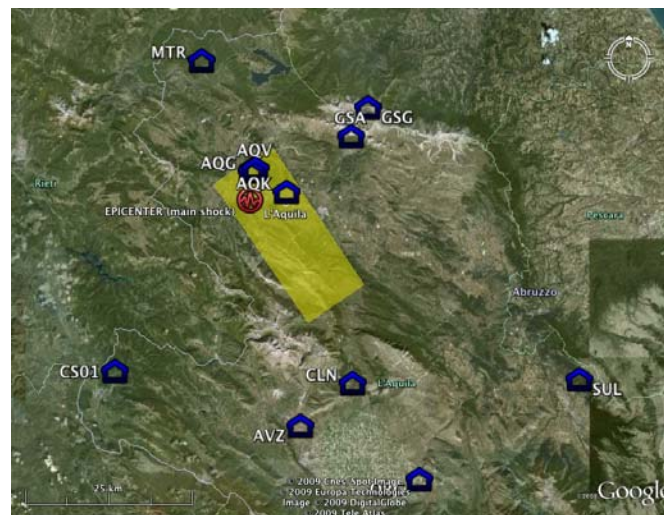 MTR
N
GSG
GSA
AQV
AQG
AQK
Rieti
EPICENTER (main shock)
L'Aquila
Pescara
Abruzzo
CS01
CLN
L'Aquila
SUL
AVZ
25 km
© 2009 Cnes/Spot Image
© 2009 Europa Technologies
Image © 2009 DigitalGlobe
© 2009 Tele Atlas
©2009 Google